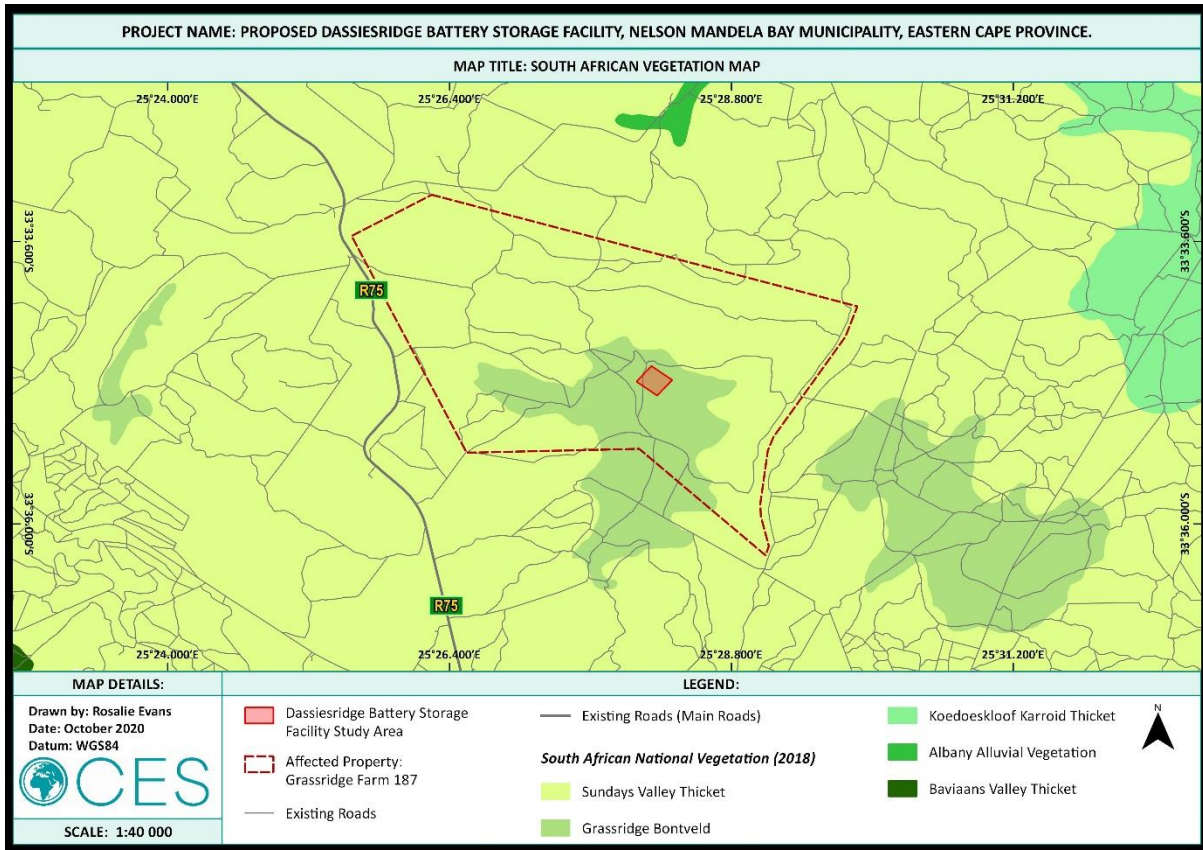 PROJECT NAME: PROPOSED DASSIESRIDGE BATTERY STORAGE FACILITY, NELSON MANDELA BAY MUNICIPALITY, EASTERN CAPE PROVINCE.
MAP TITLE: SOUTH AFRICAN VEGETATION MAP
25°24.000'E
25°26.400'E
25°28.800'E
25°31.200'E
33°33.600'S
33°33.600'S
R75
33°36.000'S
33°36.000'S
R75
25°24.000'E
25°26.400'E
25°28.800'E
25°31.200'E
MAP DETAILS:
Drawn by: Rosalie Evans
Date: October 2020
Datum: WGS84
CES
SCALE: 1:40 000
LEGEND:
Dassiesridge Battery Storage
Facility Study Area
Affected Property:
Grassridge Farm 187
Existing Roads
Existing Roads (Main Roads)
South African National Vegetation (2018)
Sundays Valley Thicket
Grassridge Bontveld
Koedoeskloof Karroid Thicket
Albany Alluvial Vegetation
Baviaans Valley Thicket
N